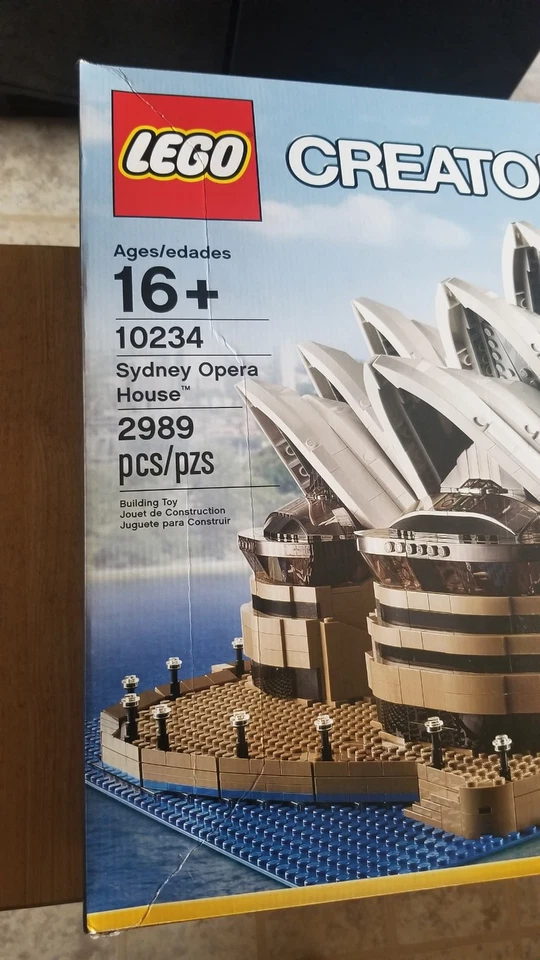 LEGO
CREATO
Ages/edades
16+
10234
Sydney Opera
House™
2989
pcs/pzs
Building Toy
Jouet de Construction
Juguete para Construir